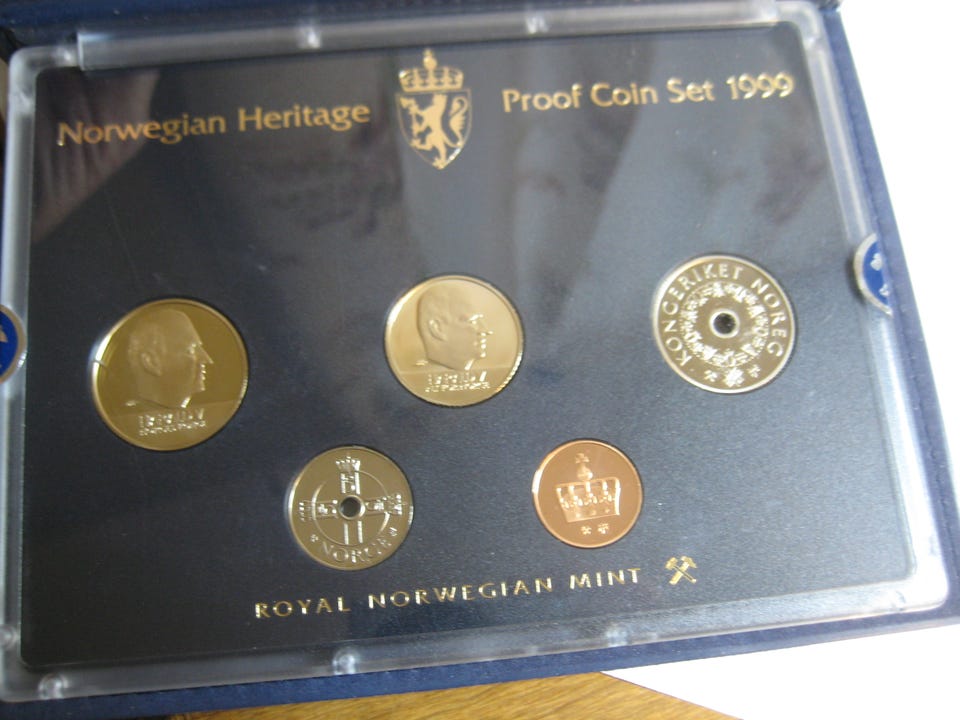 Norwegian Heritage
Proof Coin Set 1999
KONGERIKET NOREG
NORGE
ROYAL NORWEGIAN MINT